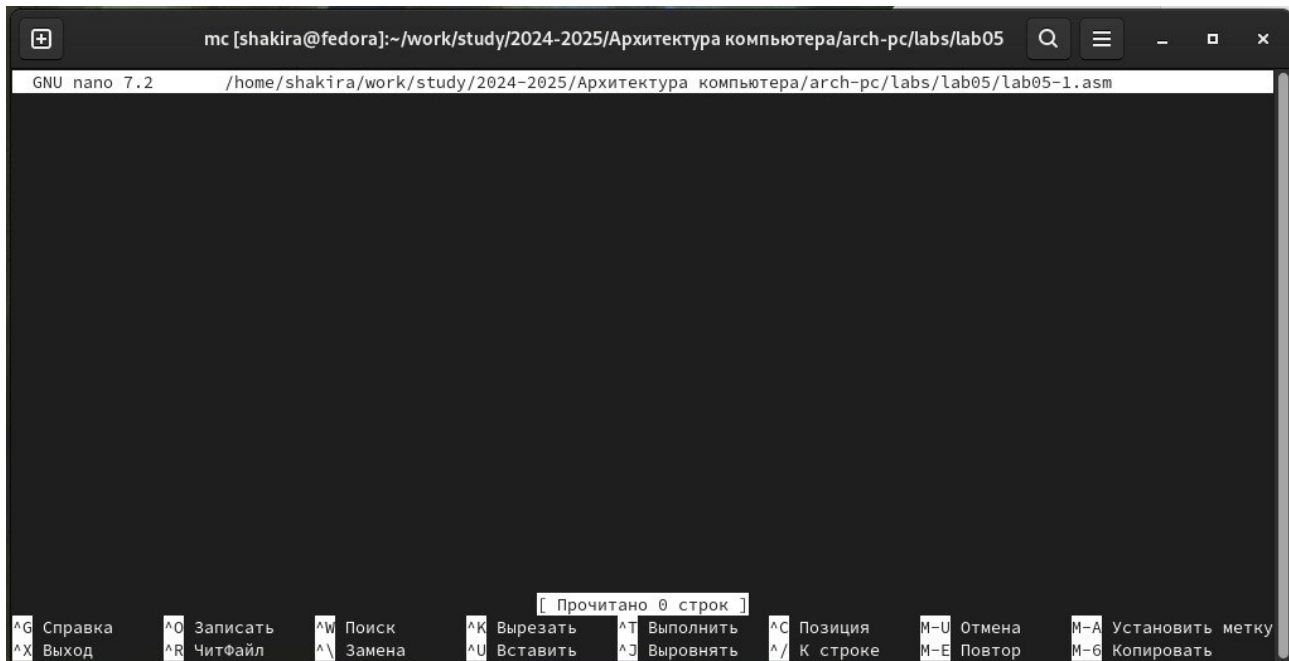 mc [shakira@fedora]:~/work/study/2024-2025/Архитектура компьютера/arch-pc/labs/lab05
GNU nano 7.2 /home/shakira/work/study/2024-2025/Архитектура компьютера/arch-pc/labs/lab05/lab05-1.asm
[ Прочитано 0 строк ]
^G Справка ^O Записать ^W Поиск ^K Вырезать ^T Выполнить ^C Позиция M-U Отмена M-A Установить метку
^X Выход ^R ЧитФайл ^\ Замена ^U Вставить ^J Выровнять ^/ К строке M-E Повтор M-6 Копировать